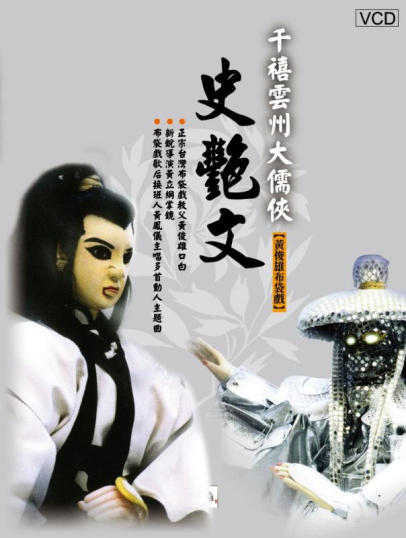 VCD
千禧雲州大儒俠
史艷文
【黃俊雄布袋戲】
正宗台灣布袋戲教父黃俊雄口白
新銳導演黃立綱掌鏡
布袋戲歌后接班人黃鳳儀主唱多首動人主題曲